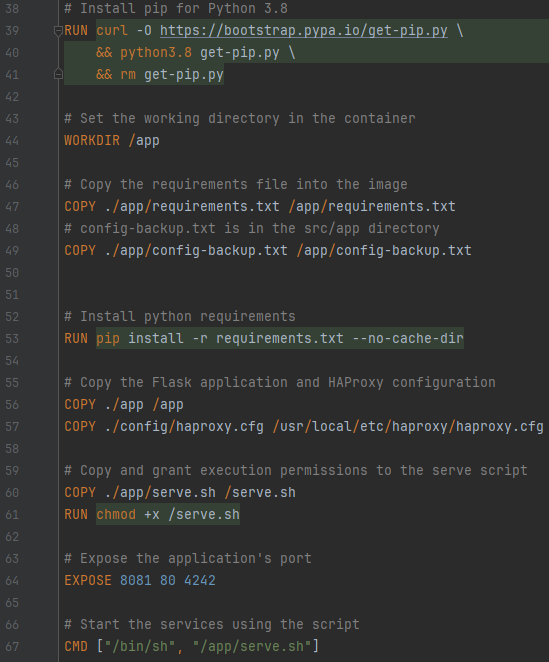 38 # Install pip for Python 3.8
39 RUN curl -O https://bootstrap.pypa.io/get-pip.py \
40     && python3.8 get-pip.py \
41     && rm get-pip.py
42
43 # Set the working directory in the container
44 WORKDIR /app
45
46 # Copy the requirements file into the image
47 COPY ./app/requirements.txt /app/requirements.txt
48 # config-backup.txt is in the src/app directory
49 COPY ./app/config-backup.txt /app/config-backup.txt
50
51
52 # Install python requirements
53 RUN pip install -r requirements.txt --no-cache-dir
54
55 # Copy the Flask application and HAProxy configuration
56 COPY ./app /app
57 COPY ./config/haproxy.cfg /usr/local/etc/haproxy/haproxy.cfg
58
59 # Copy and grant execution permissions to the serve script
60 COPY ./app/serve.sh /serve.sh
61 RUN chmod +x /serve.sh
62
63 # Expose the application's port
64 EXPOSE 8081 80 4242
65
66 # Start the services using the script
67 CMD ["/bin/sh", "/app/serve.sh"]